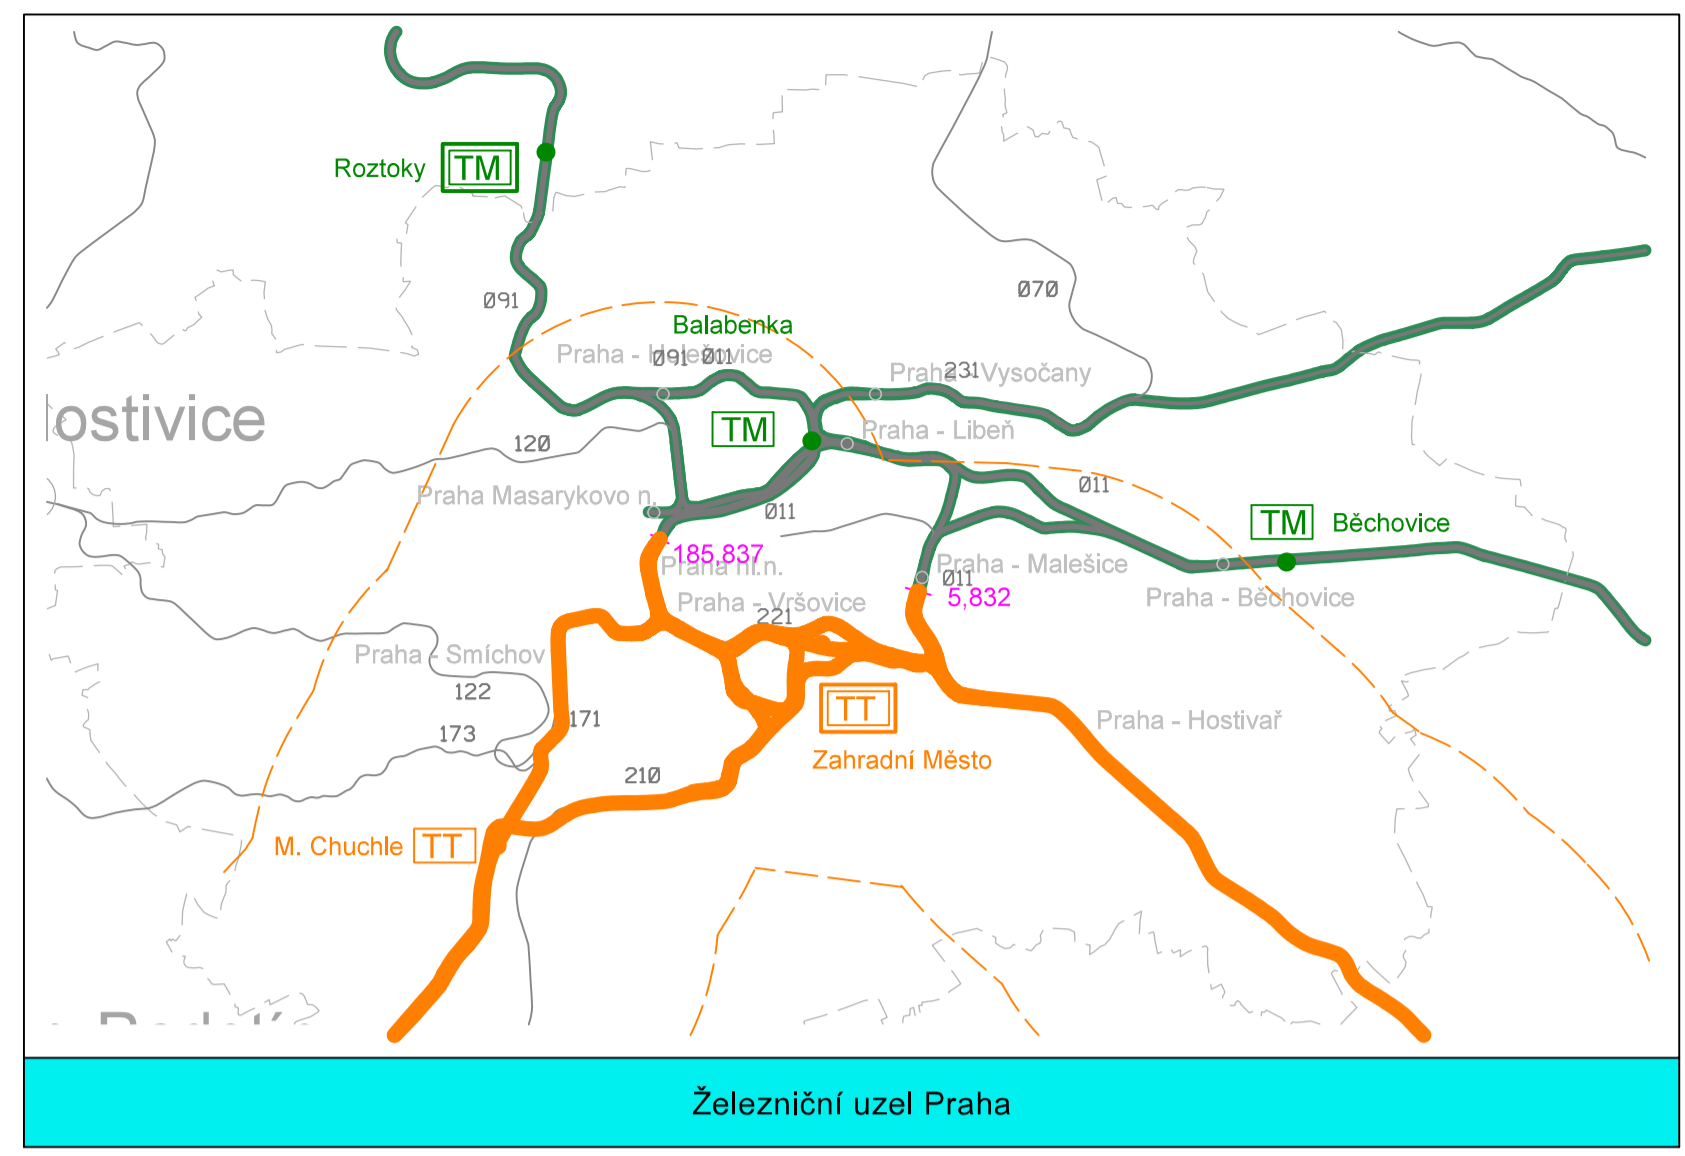 Roztoky TM
091
070
Balabenka
Praha - Holešovice
091 011
Praha - Vysočany
231
ostivice
TM
Praha - Libeň
120
Praha Masarykovo n.
011
011
TM Běchovice
185,837
Praha hl.n.
Praha - Malešice
011
5,832
Praha - Běchovice
Praha - Vršovice
221
Praha - Smíchov
122
171
173
TT
Praha - Hostivař
Zahradní Město
210
M. Chuchle TT
Železniční uzel Praha